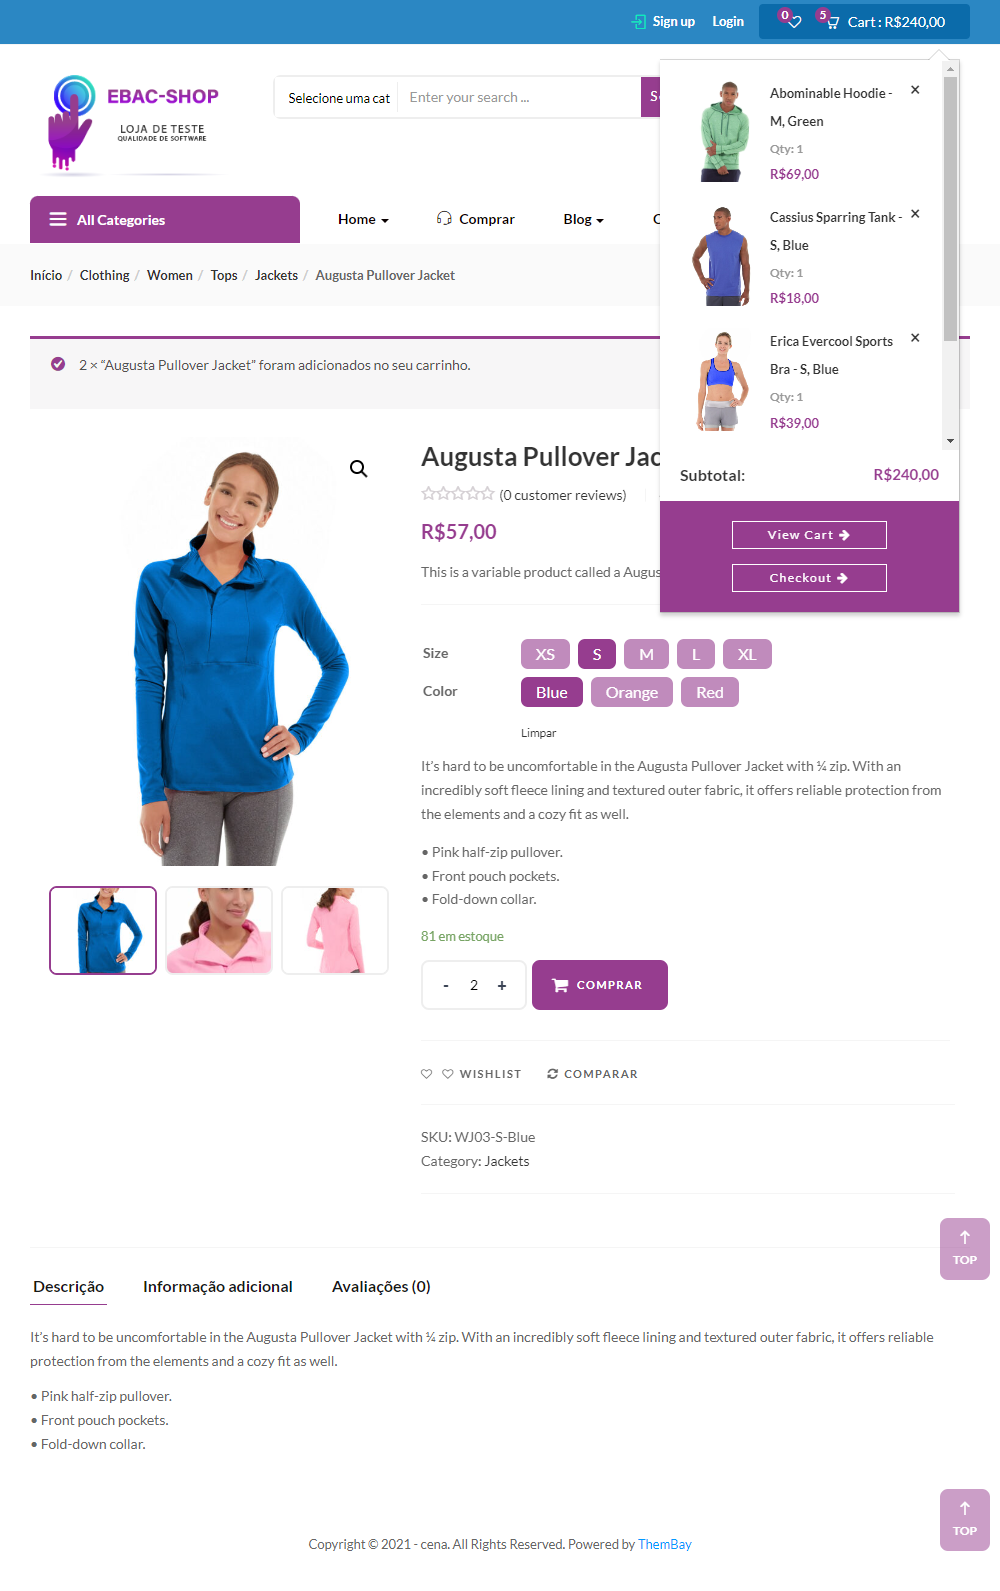 Sign up
Login
0
5
Cart : R$240,00
EBAC-SHOP
LOJA DE TESTE
QUALIDADE DE SOFTWARE
Selecione uma cat
Enter your search ...
S
All Categories
Home
Comprar
Blog
Início / Clothing / Women / Tops / Jackets / Augusta Pullover Jacket
2 × “Augusta Pullover Jacket” foram adicionados no seu carrinho.
Abominable Hoodie -
M, Green
Qty: 1
R$69,00
×
Cassius Sparring Tank -
S, Blue
Qty: 1
R$18,00
×
Erica Evercool Sports
Bra - S, Blue
Qty: 1
R$39,00
×
Subtotal:
R$240,00
View Cart
Checkout
Augusta Pullover Jac
(0 customer reviews)
R$57,00
This is a variable product called a Augus
Size
XS
S
M
L
XL
Color
Blue
Orange
Red
Limpar
It’s hard to be uncomfortable in the Augusta Pullover Jacket with ¼ zip. With an
incredibly soft fleece lining and textured outer fabric, it offers reliable protection from
the elements and a cozy fit as well.
• Pink half-zip pullover.
• Front pouch pockets.
• Fold-down collar.
81 em estoque
- 2 +
COMPRAR
WISHLIST
COMPARAR
SKU: WJ03-S-Blue
Category: Jackets
TOP
Descrição
Informação adicional
Avaliações (0)
It’s hard to be uncomfortable in the Augusta Pullover Jacket with ¼ zip. With an incredibly soft fleece lining and textured outer fabric, it offers reliable
protection from the elements and a cozy fit as well.
• Pink half-zip pullover.
• Front pouch pockets.
• Fold-down collar.
TOP
Copyright © 2021 - cena. All Rights Reserved. Powered by ThemBay